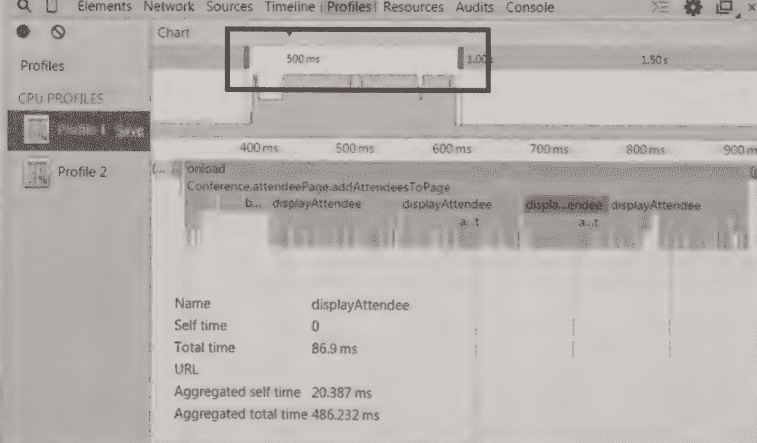 Elements Network Sources Timeline Profiles Resources Audits Console
Chart
500 ms 1.00s 1.50s
Profiles
CPU PROFILES
Profile 1 Save
Profile 2
400 ms 500 ms 600 ms 700 ms 800 ms 900 m
(... onload
Conference.attendeePage.addAttendeesToPage
b... displayAttendee displayAttendee displa...endee displayAttendee
a...t a...t
Name displayAttendee
Self time 0
Total time 86.9 ms
URL
Aggregated self time 20.387 ms
Aggregated total time 486.232 ms